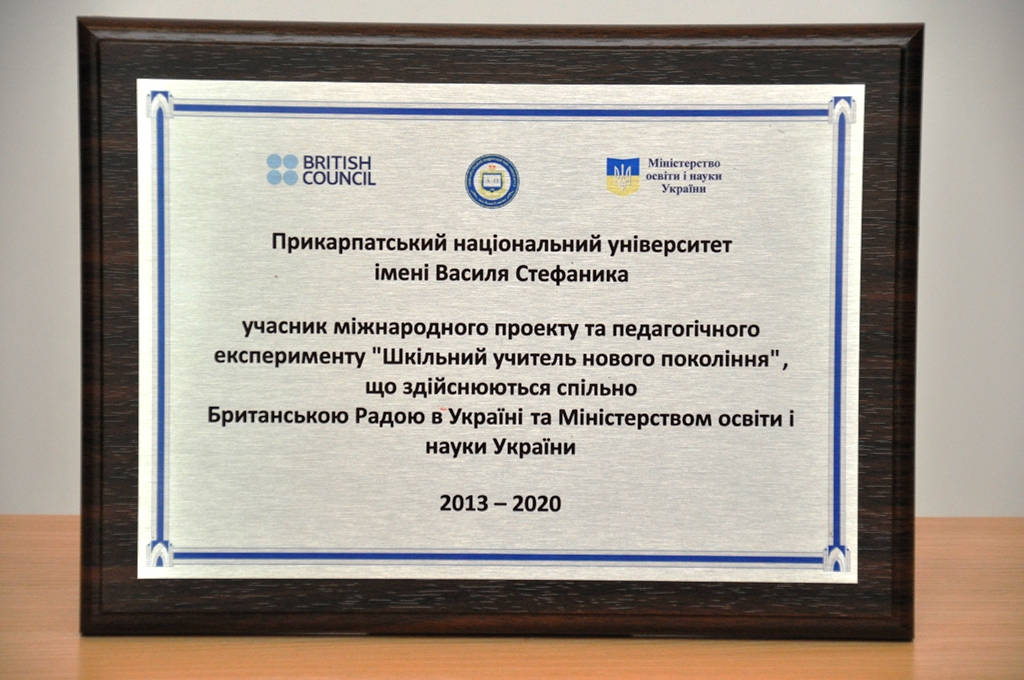 BRITISH
COUNCIL
Міністерство
освіти і науки
України
Прикарпатський національний університет
імені Василя Стефаника
учасник міжнародного проекту та педагогічного
експерименту "Шкільний учитель нового покоління" ,
що здійснюються спільно
Британською Радою в Україні та Міністерством освіти і
науки України
2013 – 2020